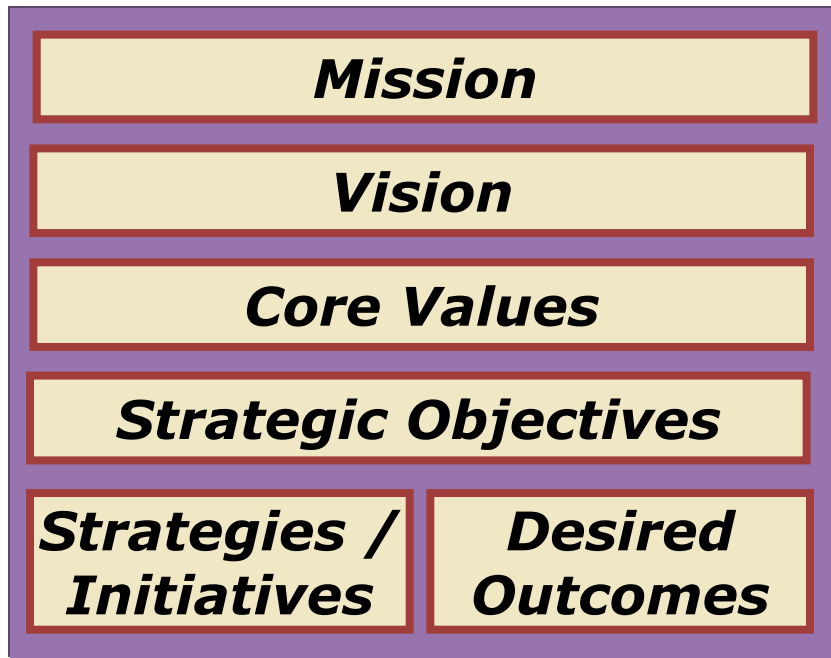 Mission
Vision
Core Values
Strategic Objectives
Strategies /
Initiatives
Desired
Outcomes